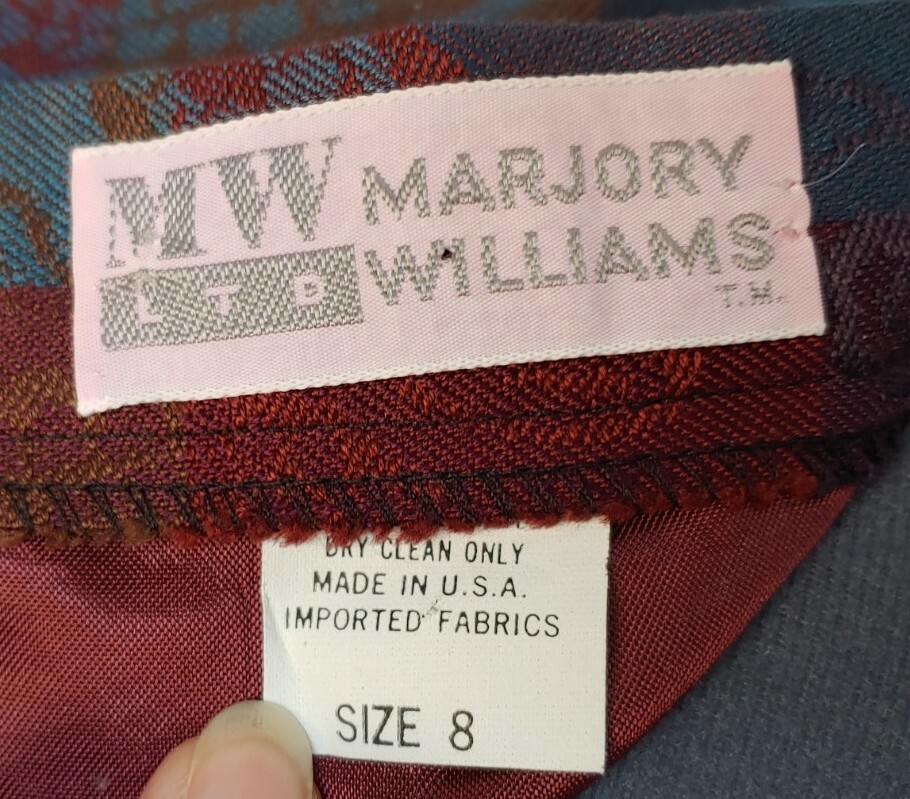 MW MARJORY
LTD WILLIAMS
T.M.
DRY CLEAN ONLY
MADE IN U.S.A.
IMPORTED FABRICS
SIZE 8